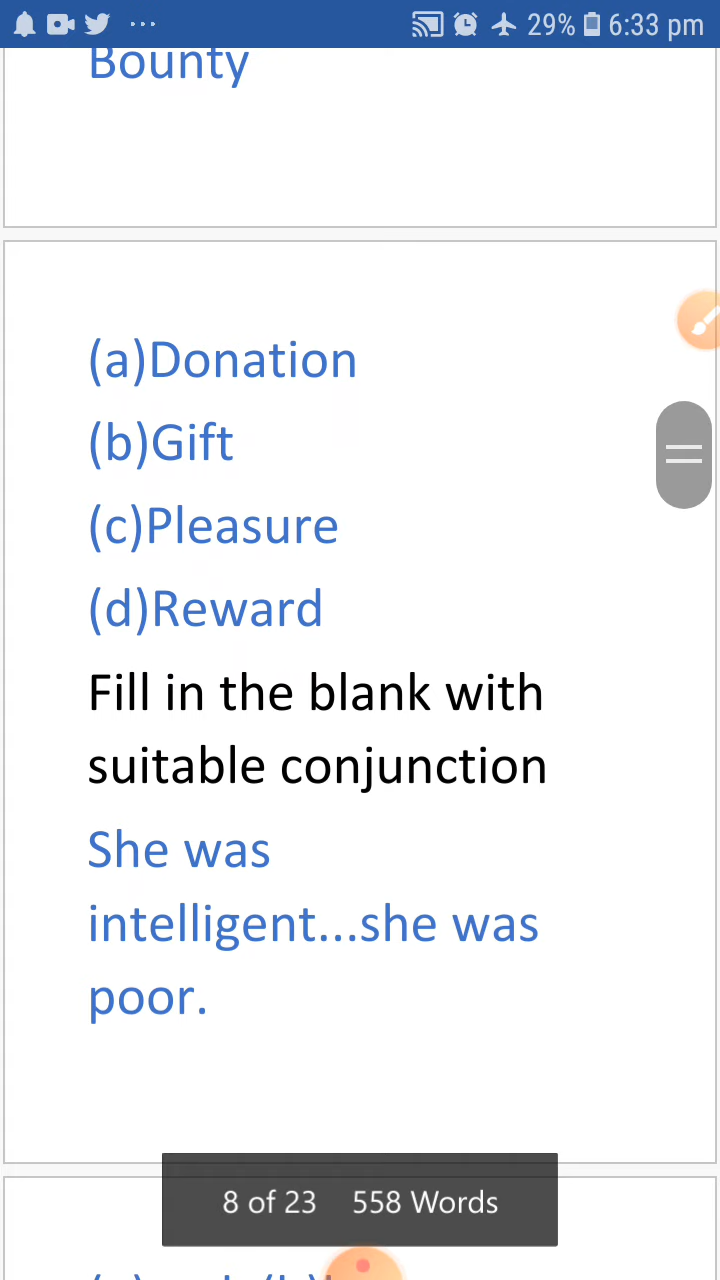 29% 6:33 pm
Bounty
(a)Donation
(b)Gift
(c)Pleasure
(d)Reward
Fill in the blank with
suitable conjunction
She was
intelligent...she was
poor.
8 of 23 558 Words